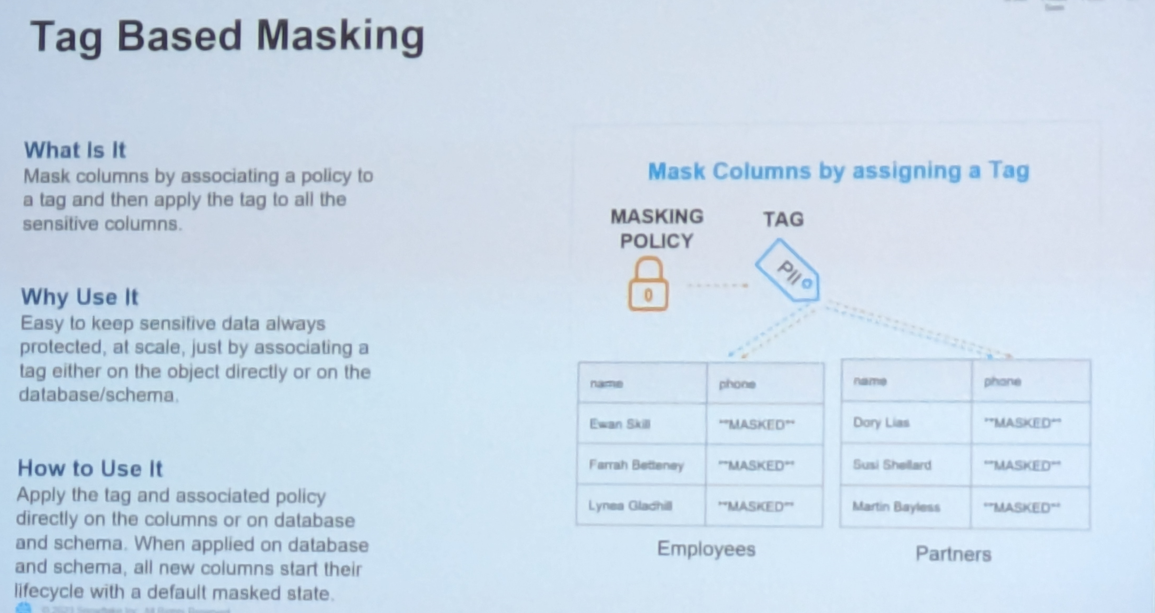 Tag Based Masking
What Is It
Mask columns by associating a policy to
a tag and then apply the tag to all the
sensitive columns.
Why Use It
Easy to keep sensitive data always
protected, at scale, just by associating a
tag either on the object directly or on the
database/schema.
How to Use It
Apply the tag and associated policy
directly on the columns or on database
and schema. When applied on database
and schema, all new columns start their
lifecycle with a default masked state.
© 2023 Snowflake Inc. All Rights Reserved
Mask Columns by assigning a Tag
MASKING
POLICY
TAG
PII
name phone
Ewan Skill **MASKED**
Farrah Betteney **MASKED**
Lynea Gladhill **MASKED**
Employees
name phone
Dory Lias **MASKED**
Susi Shellard **MASKED**
Martin Bayless **MASKED**
Partners